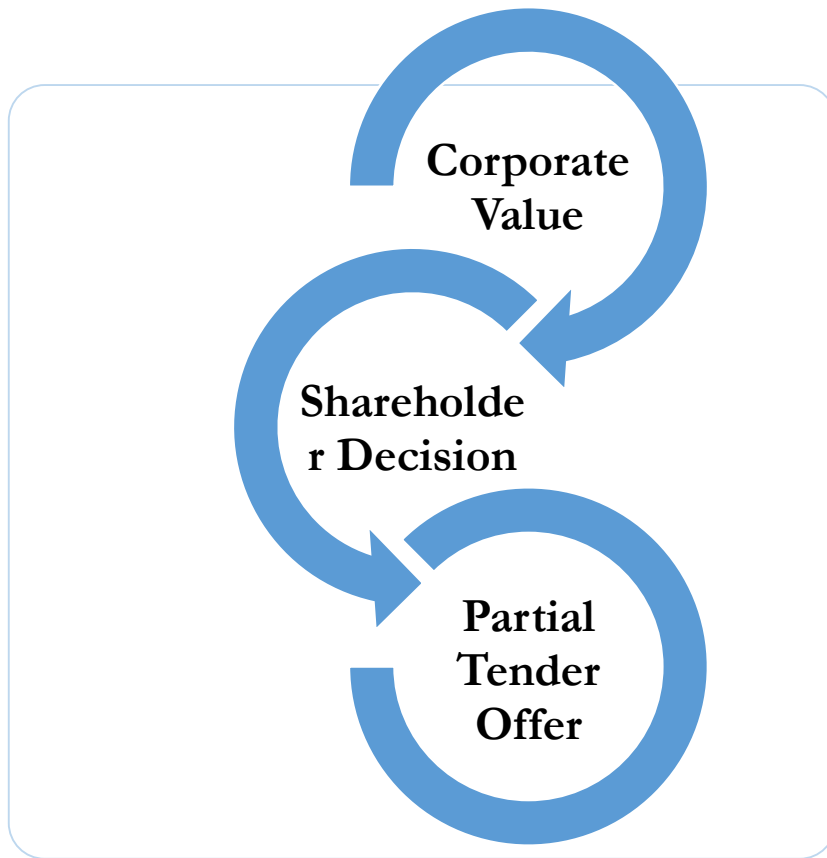 Corporate
Value
Shareholde
r Decision
Partial
Tender
Offer